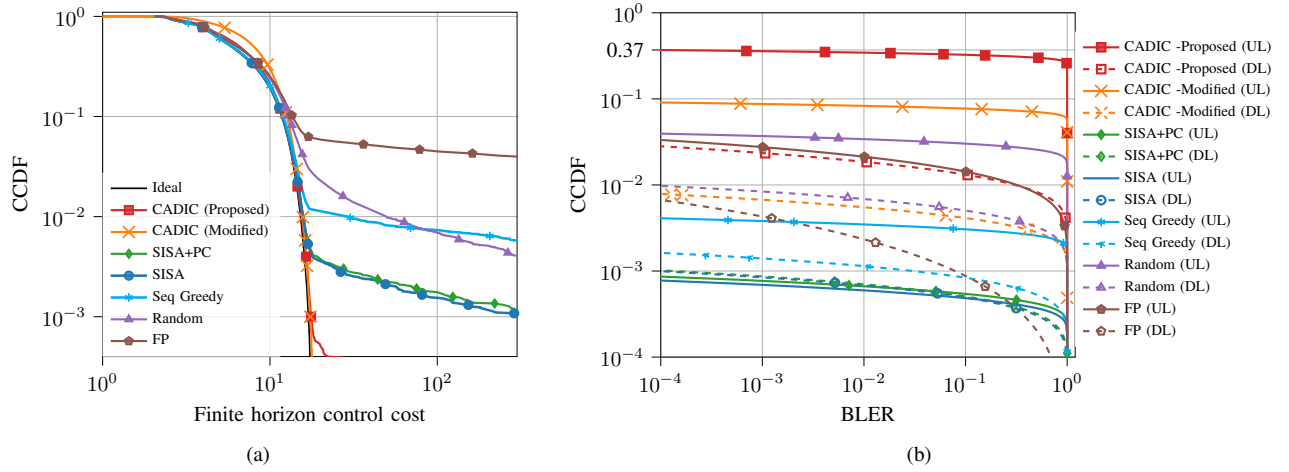 10^0
10^-1
10^-2
10^-3
CCDF
Ideal
CADIC (Proposed)
CADIC (Modified)
SISA+PC
SISA
Seq Greedy
Random
FP
10^0
10^1
10^2
Finite horizon control cost
(a)
10^0
0.37
10^-1
10^-2
10^-3
10^-4
CCDF
10^-4
10^-3
10^-2
10^-1
10^0
BLER
CADIC -Proposed (UL)
CADIC -Proposed (DL)
CADIC -Modified (UL)
CADIC -Modified (DL)
SISA+PC (UL)
SISA+PC (DL)
SISA (UL)
SISA (DL)
Seq Greedy (UL)
Seq Greedy (DL)
Random (UL)
Random (DL)
FP (UL)
FP (DL)
(b)